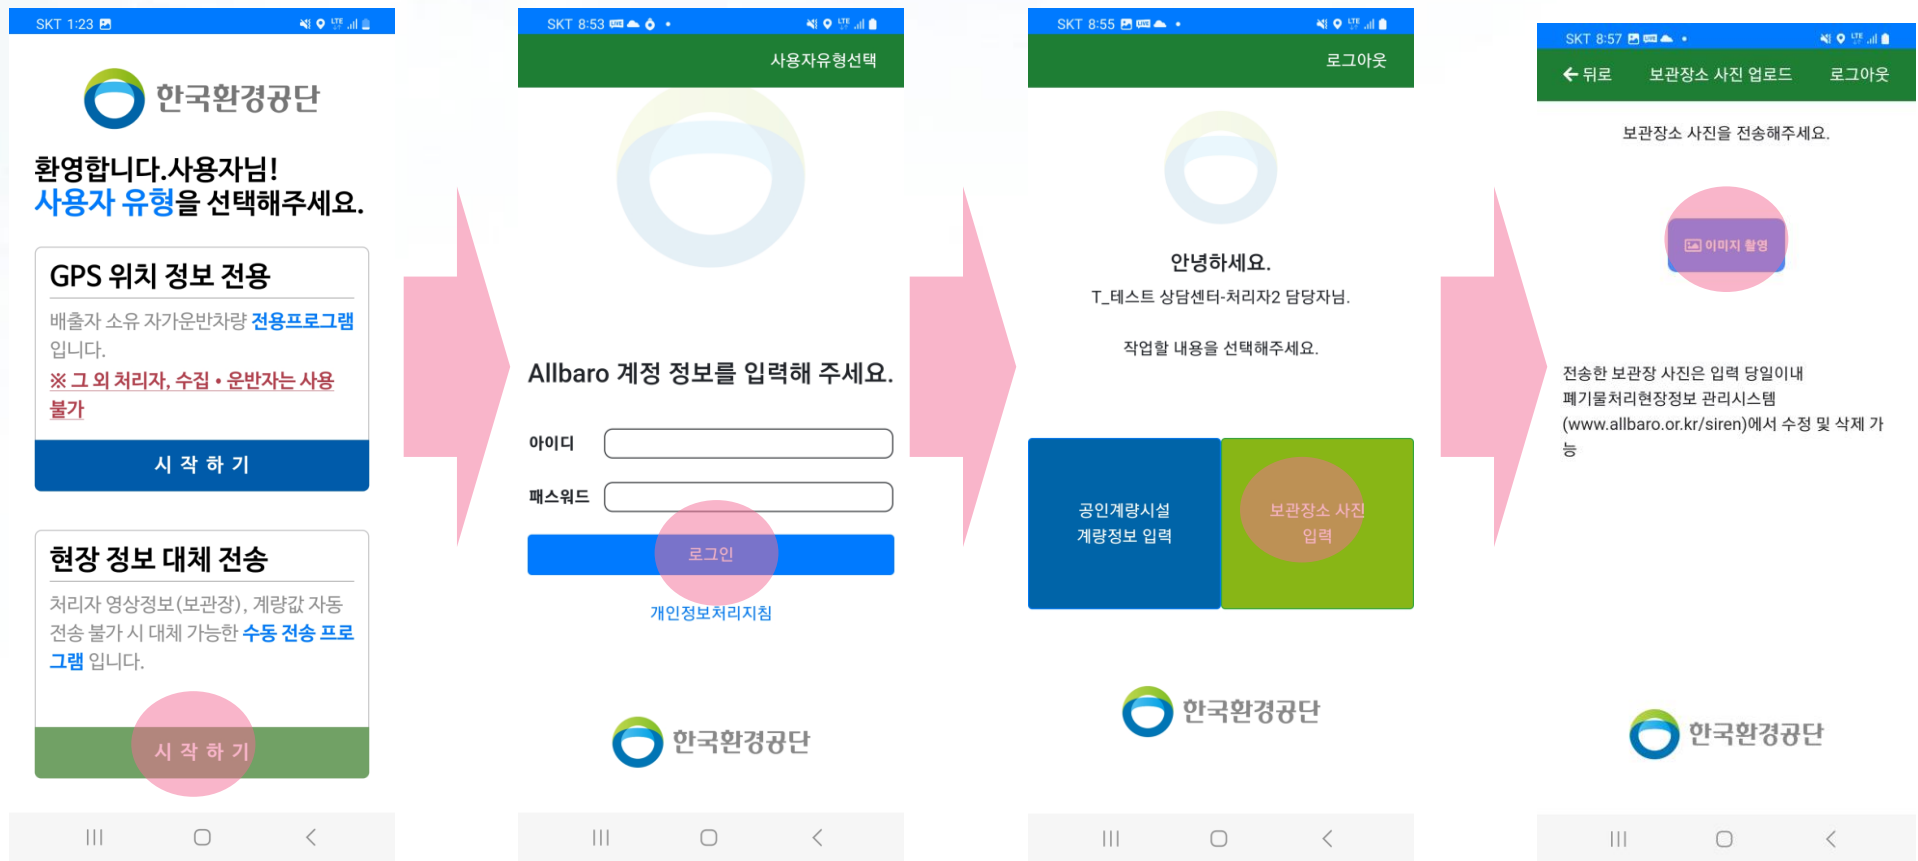 SKT 1:23
한국환경공단
환영합니다.사용자님!
사용자 유형을 선택해주세요.
GPS 위치 정보 전용
배출자 소유 자가운반차량 전용프로그램
입니다.
※ 그 외 처리자, 수집 • 운반자는 사용
불가
시 작 하 기
현장 정보 대체 전송
처리자 영상정보(보관장), 계량값 자동
전송 불가 시 대체 가능한 수동 전송 프로
그램 입니다.
시 작 하 기
SKT 8:53
사용자유형선택
Allbaro 계정 정보를 입력해 주세요.
아이디
패스워드
로그인
개인정보처리지침
한국환경공단
SKT 8:55
로그아웃
안녕하세요.
T_테스트 상담센터-처리자2 담당자님.
작업할 내용을 선택해주세요.
공인계량시설
계량정보 입력
보관장소 사진
입력
한국환경공단
SKT 8:57
뒤로 보관장소 사진 업로드 로그아웃
보관장소 사진을 전송해주세요.
이미지 촬영
전송한 보관장 사진은 입력 당일이내
폐기물처리현장정보 관리시스템
(www.allbaro.or.kr/siren)에서 수정 및 삭제 가
능
한국환경공단